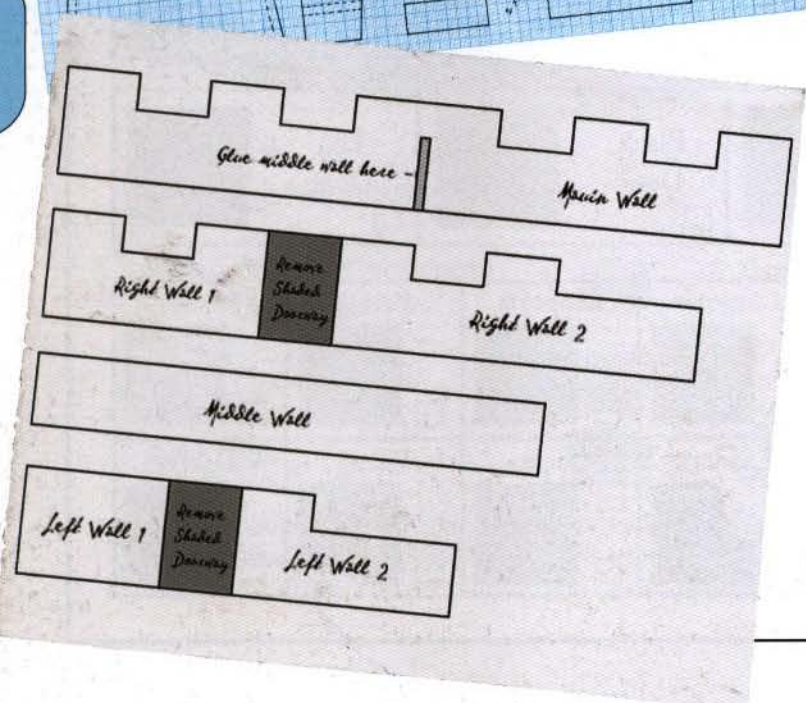 Glue middle wall here -
Mauin Wall
Right Wall 1
Remove
Shaded
Doorway
Right Wall 2
Middle Wall
Left Wall 1
Remove
Shaded
Doorway
Left Wall 2